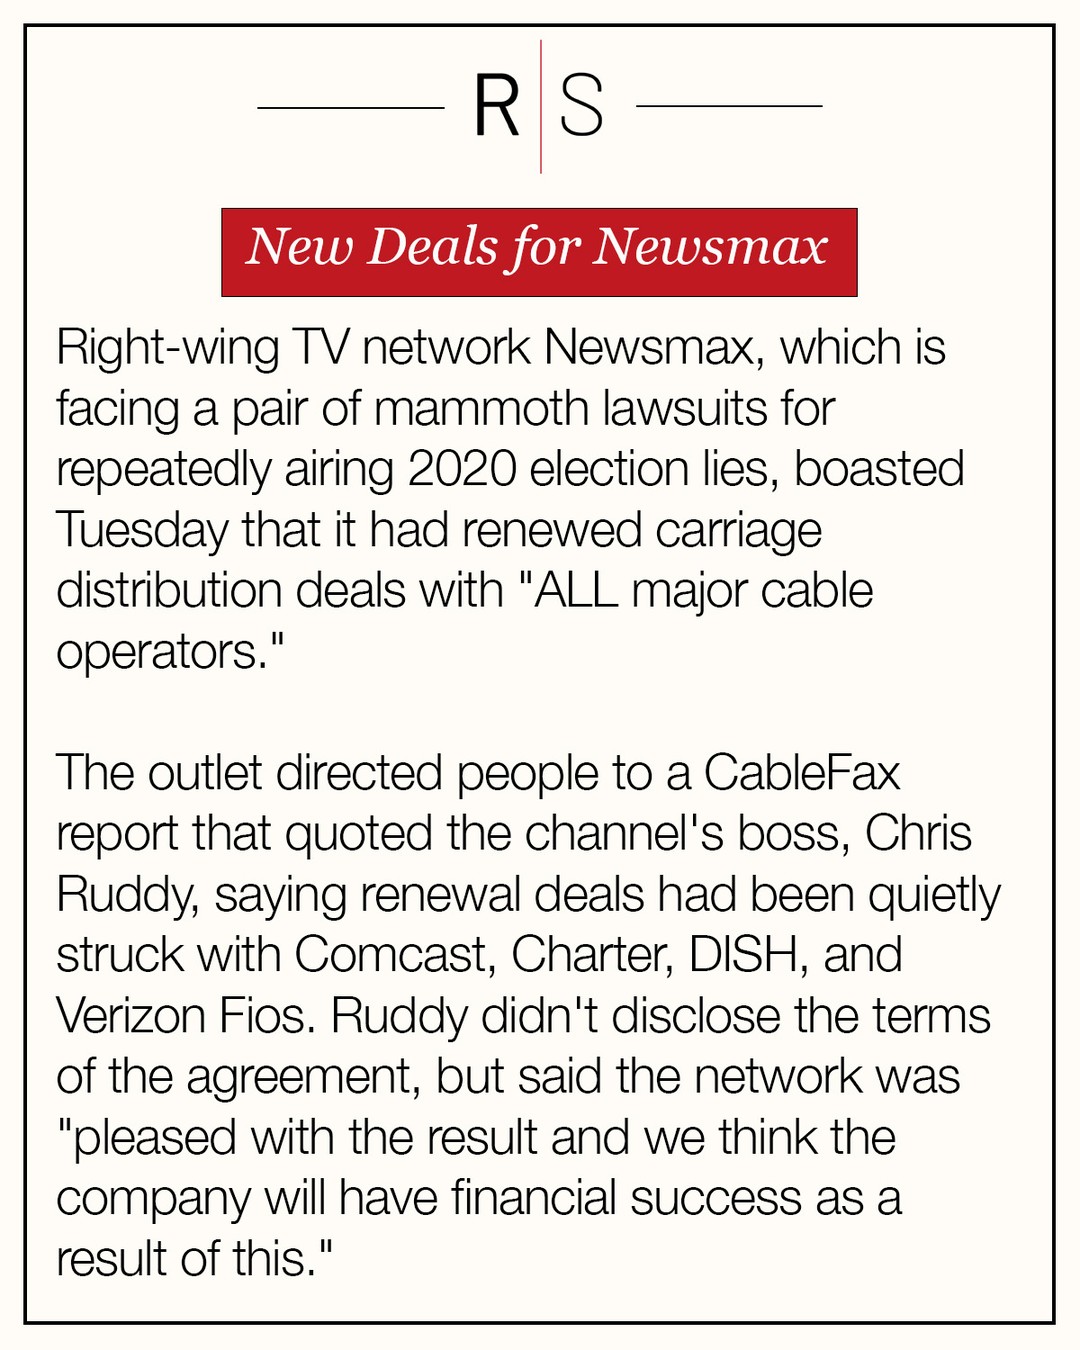 R | S
New Deals for Newsmax
Right-wing TV network Newsmax, which is
facing a pair of mammoth lawsuits for
repeatedly airing 2020 election lies, boasted
Tuesday that it had renewed carriage
distribution deals with "ALL major cable
operators."
The outlet directed people to a CableFax
report that quoted the channel's boss, Chris
Ruddy, saying renewal deals had been quietly
struck with Comcast, Charter, DISH, and
Verizon Fios. Ruddy didn't disclose the terms
of the agreement, but said the network was
"pleased with the result and we think the
company will have financial success as a
result of this."